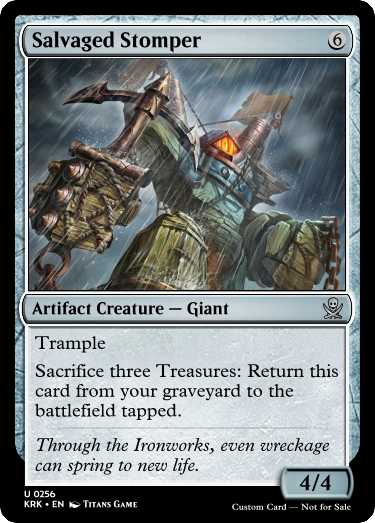 Salvaged Stomper 6
Artifact Creature — Giant
Trample
Sacrifice three Treasures: Return this
card from your graveyard to the
battlefield tapped.
Through the Ironworks, even wreckage
can spring to new life.
4/4
U 0256
KRK • EN Titans Game
Custom Card — Not for Sale